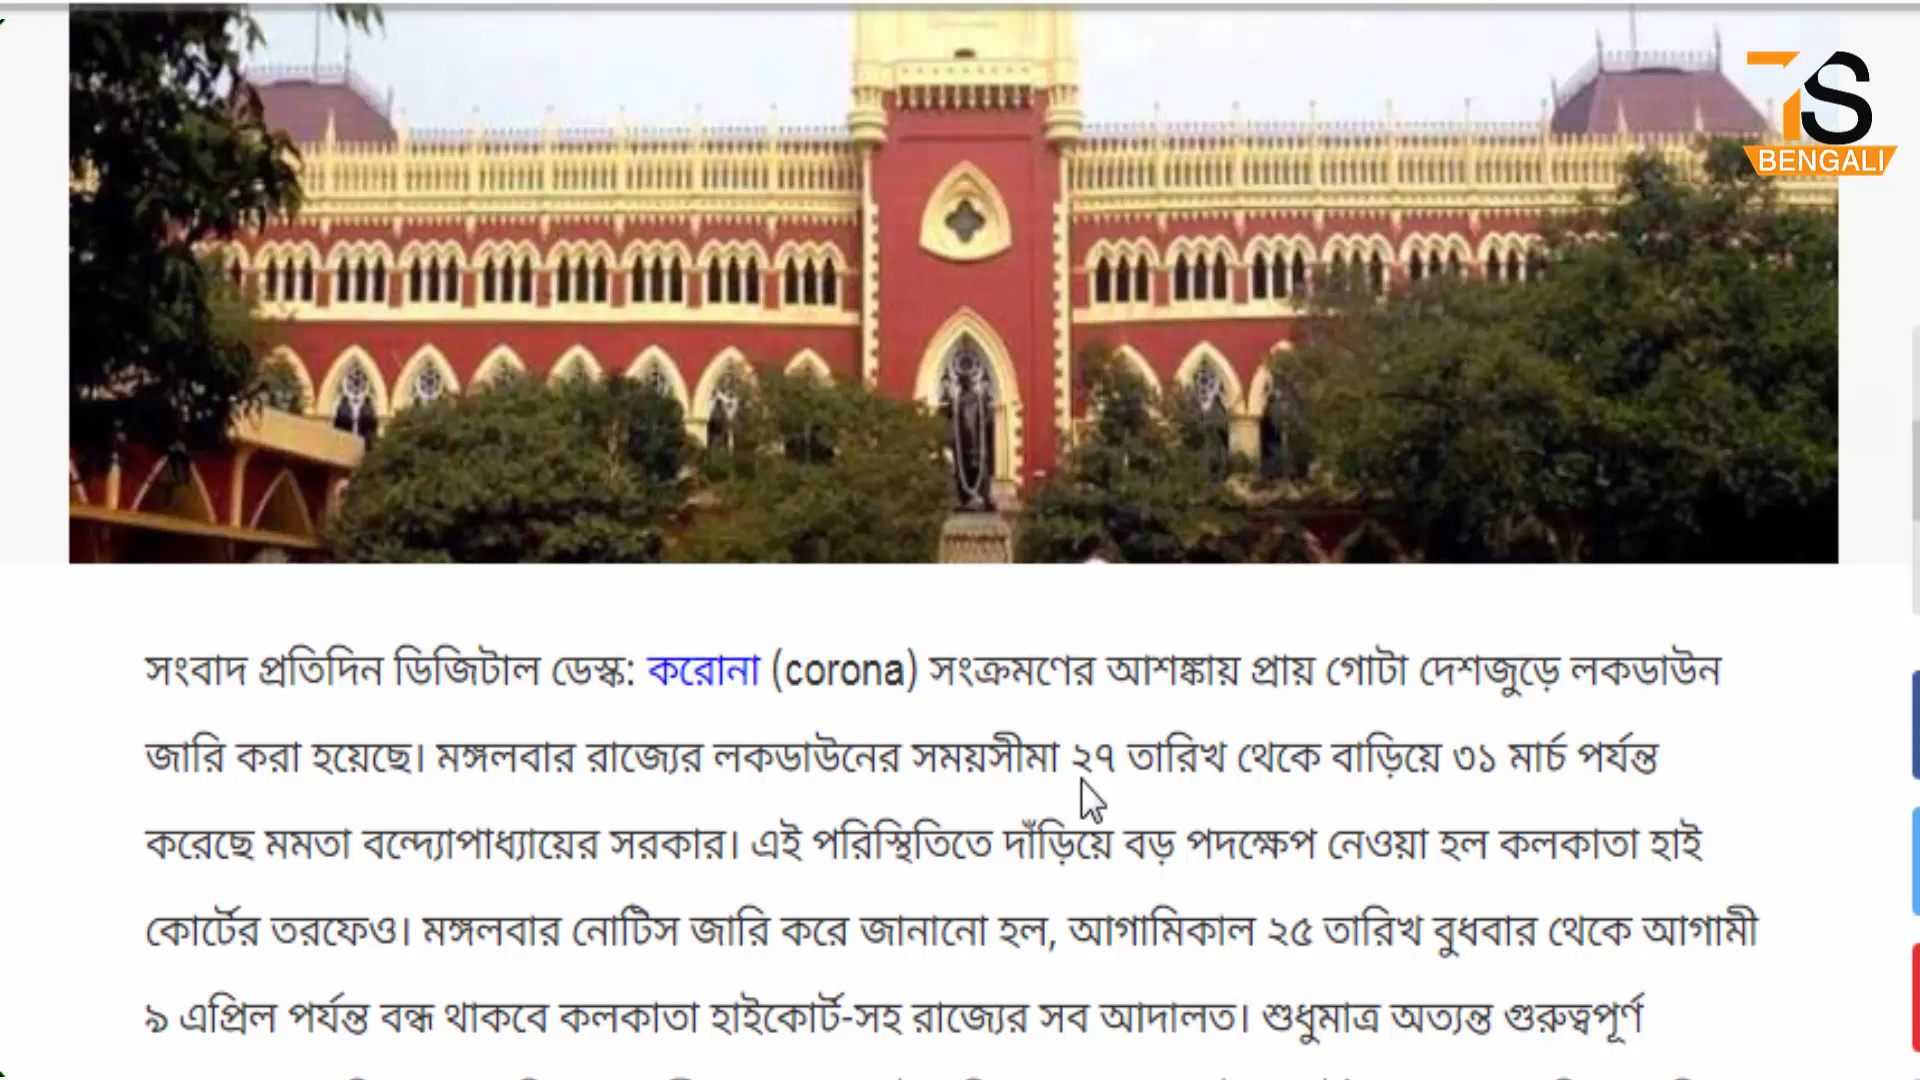 7S
BENGALI
সংবাদ প্রতিদিন ডিজিটাল ডেস্ক: করোনা (corona) সংক্রমণের আশঙ্কায় প্রায় গোটা দেশজুড়ে লকডাউন
জারি করা হয়েছে। মঙ্গলবার রাজ্যের লকডাউনের সময়সীমা ২৭ তারিখ থেকে বাড়িয়ে ৩১ মার্চ পর্যন্ত
করেছে মমতা বন্দ্যোপাধ্যায়ের সরকার। এই পরিস্থিতিতে দাঁড়িয়ে বড় পদক্ষেপ নেওয়া হল কলকাতা হাই
কোর্টের তরফেও। মঙ্গলবার নোটিস জারি করে জানানো হল, আগামিকাল ২৫ তারিখ বুধবার থেকে আগামী
৯ এপ্রিল পর্যন্ত বন্ধ থাকবে কলকাতা হাইকোর্ট-সহ রাজ্যের সব আদালত। শুধুমাত্র অত্যন্ত গুরুত্বপূর্ণ